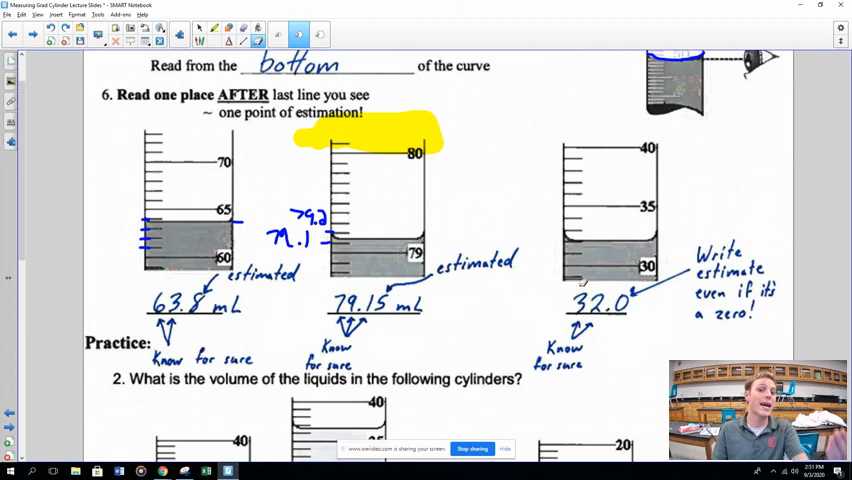 Measuring Grad Cylinder Lecture Slides * - SMART Notebook
File Edit View Insert Format Tools Add-ons Help
Read from the bottom of the curve
6. Read one place AFTER last line you see
~ one point of estimation!
70
65
60
80
79
79.2
79.1
40
35
30
estimated
estimated
Write
estimate
even if it's
a zero!
63.8 mL
79.15 mL
32.0
Know for sure
Know
for sure
Know
for sure
Practice:
2. What is the volume of the liquids in the following cylinders?
40
40
20
www.wevideo.com is sharing your screen.
Stop sharing
Hide
2:51 PM
9/3/2020